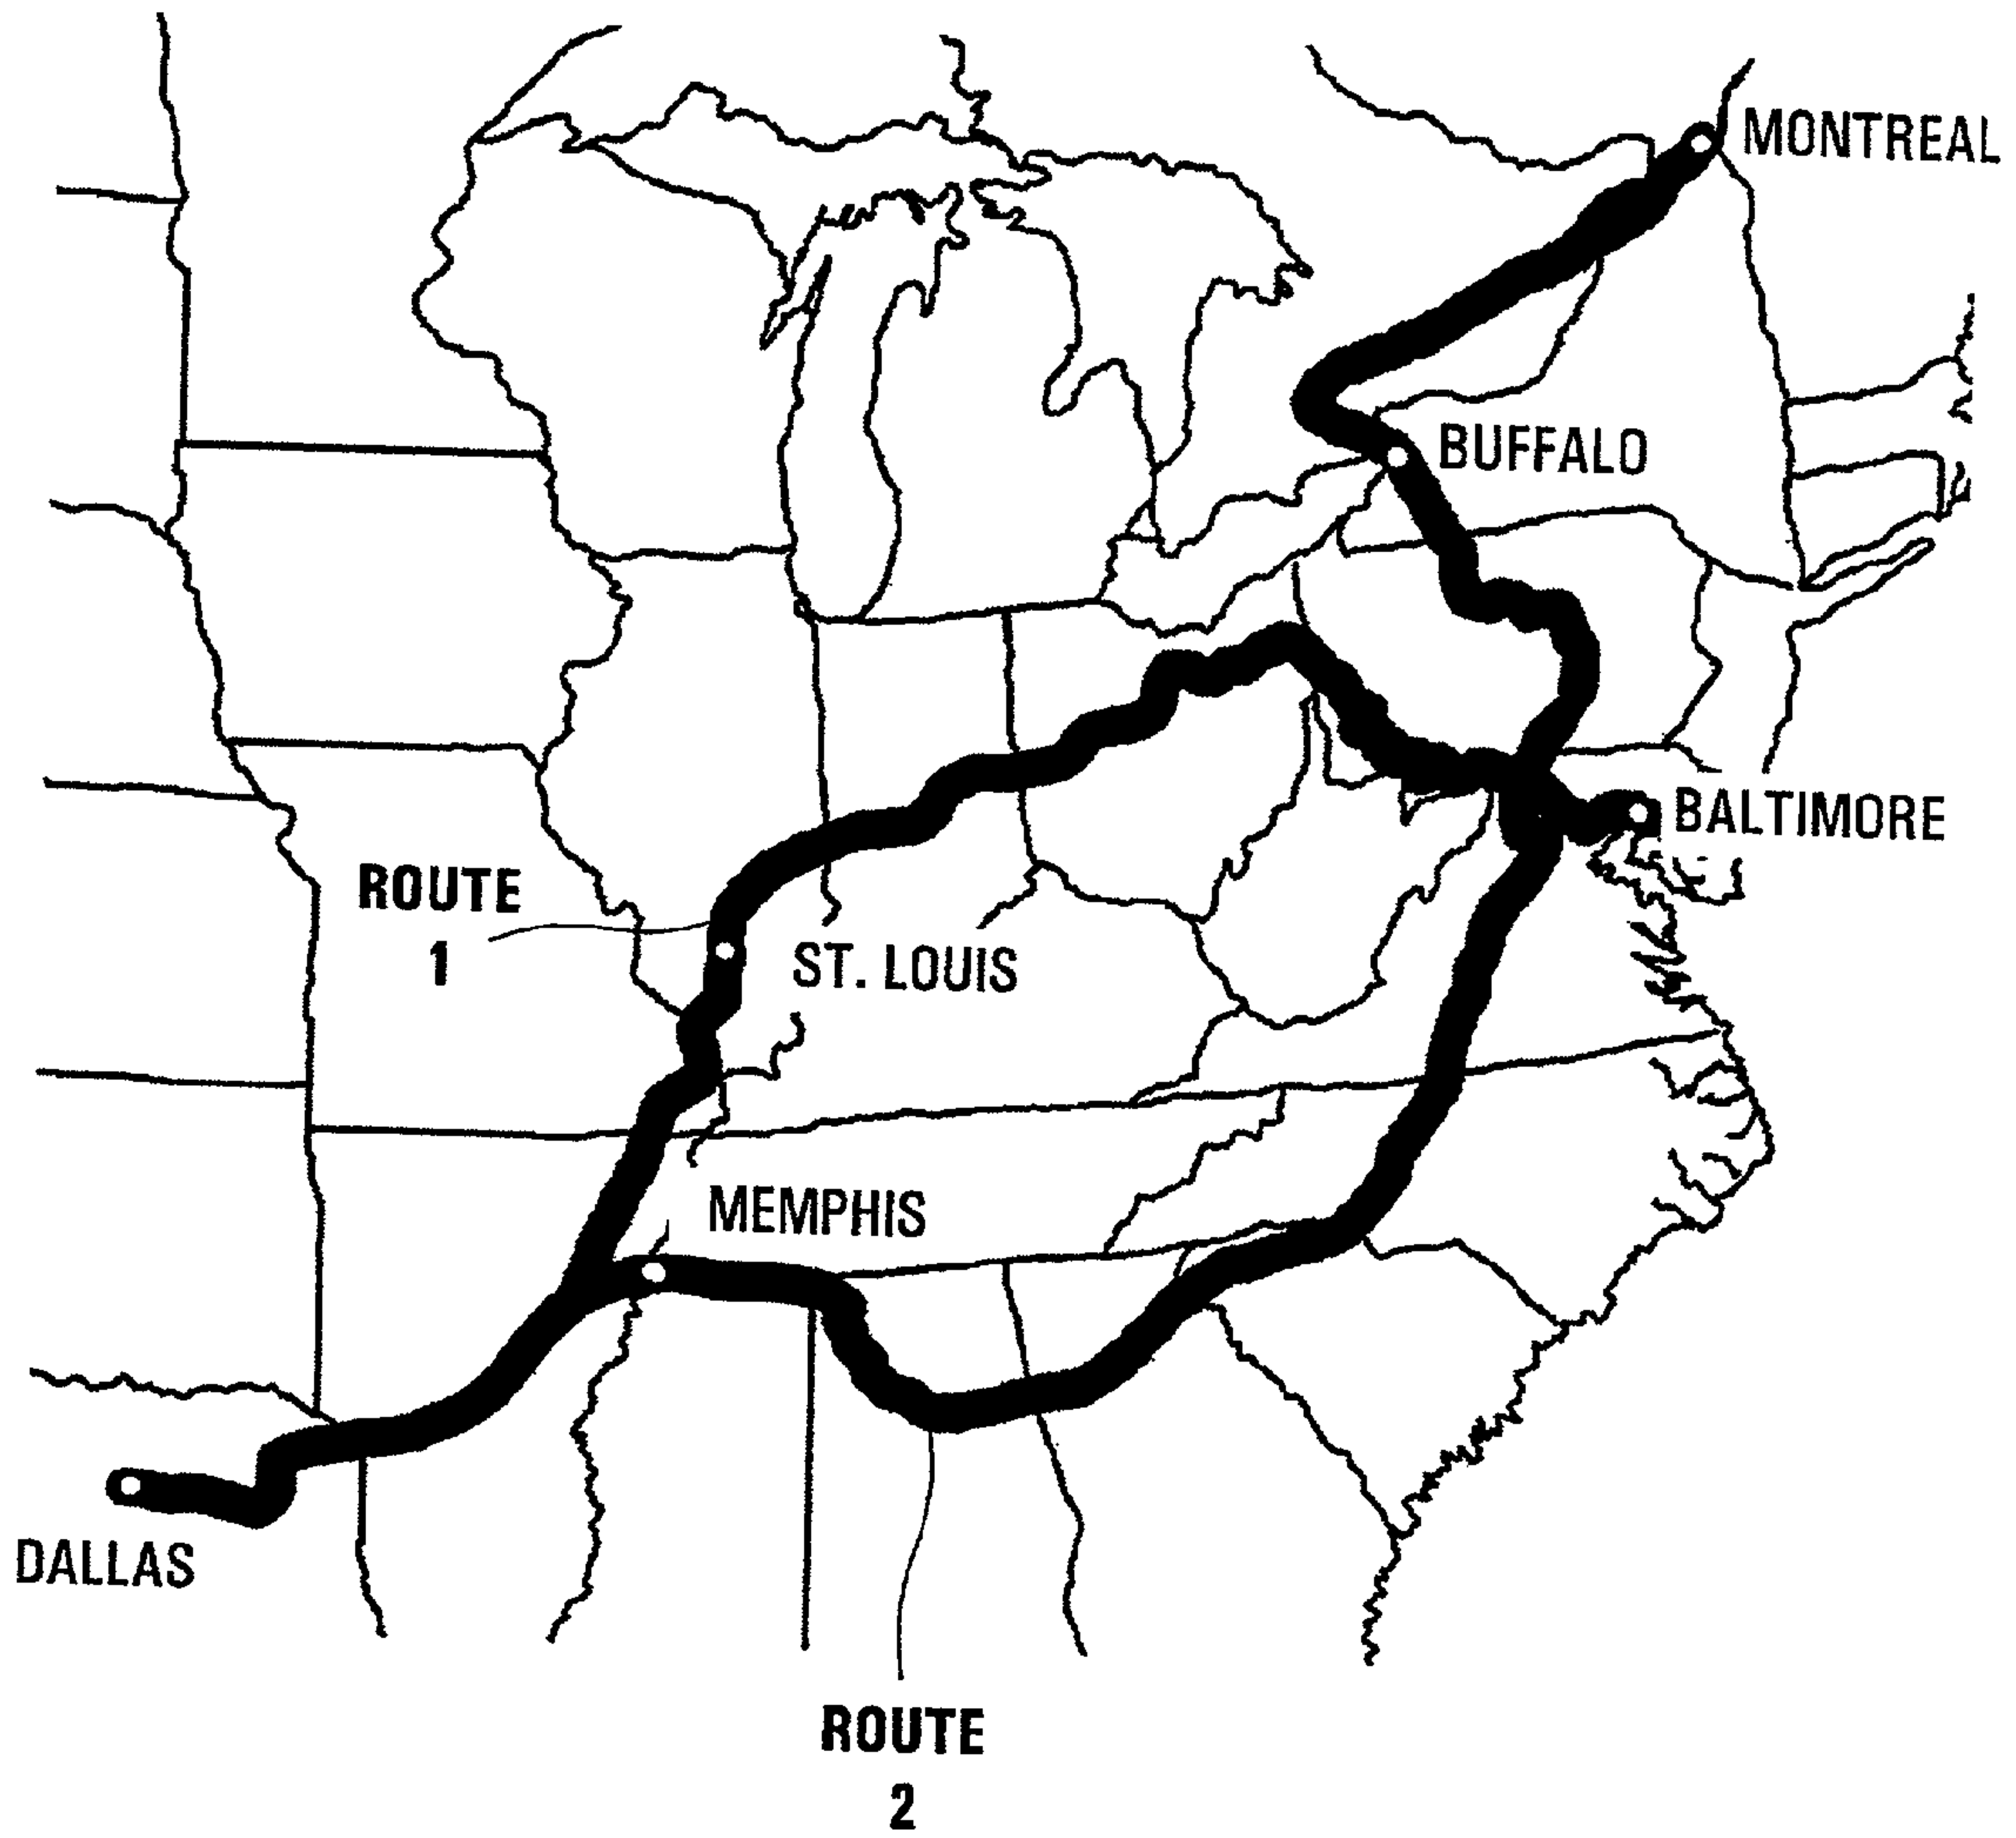 MONTREAL
BUFFALO
BALTIMORE
ROUTE
1
ST. LOUIS
MEMPHIS
DALLAS
ROUTE
2